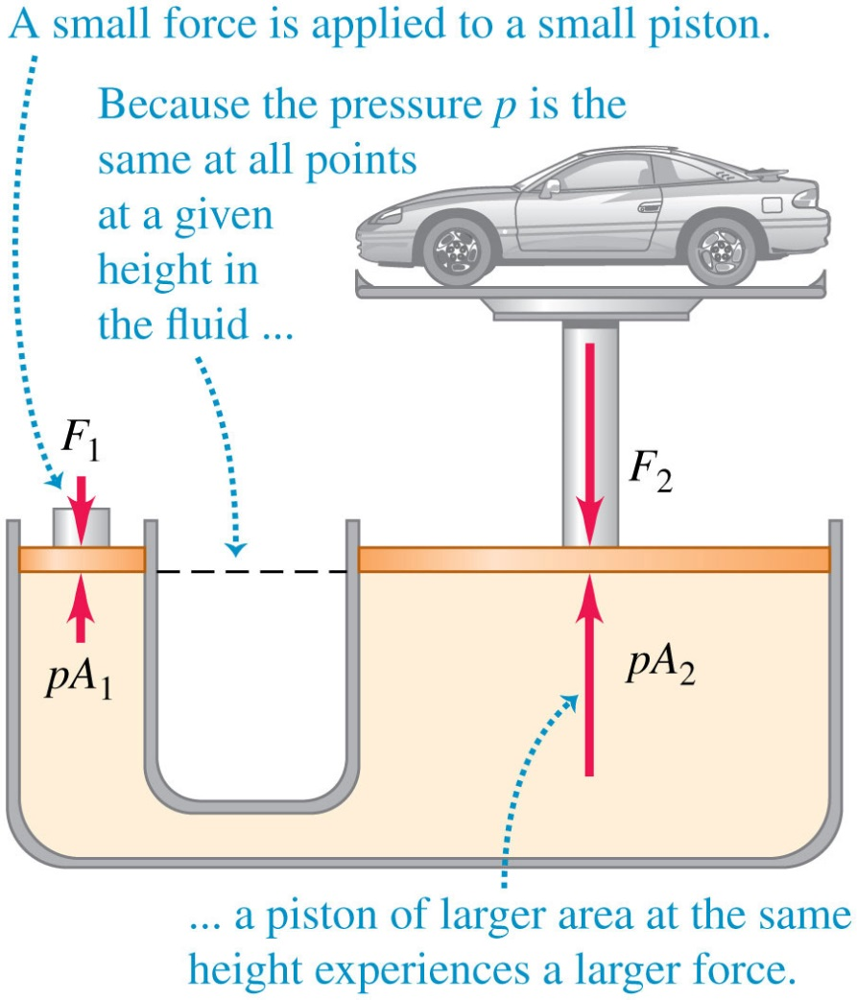 A small force is applied to a small piston.
Because the pressure p is the
same at all points
at a given
height in
the fluid ...
F₁
F₂
pA₁
pA₂
... a piston of larger area at the same
height experiences a larger force.